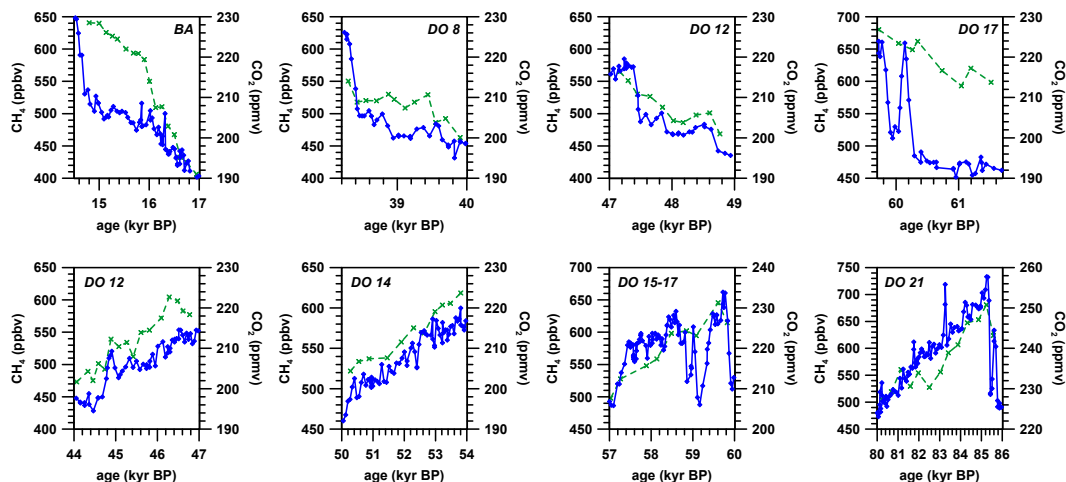 BA
CH4 (ppbv)
650
600
550
500
450
400
CO2 (ppmv)
230
220
210
200
190
15 16 17
age (kyr BP)
DO 8
CH4 (ppbv)
650
600
550
500
450
400
CO2 (ppmv)
230
220
210
200
190
39 40
age (kyr BP)
DO 12
CH4 (ppbv)
650
600
550
500
450
400
CO2 (ppmv)
230
220
210
200
190
47 48 49
age (kyr BP)
DO 17
CH4 (ppbv)
700
650
600
550
500
450
CO2 (ppmv)
230
220
210
200
190
60 61
age (kyr BP)
DO 12
CH4 (ppbv)
650
600
550
500
450
400
CO2 (ppmv)
230
220
210
200
190
44 45 46 47
age (kyr BP)
DO 14
CH4 (ppbv)
650
600
550
500
450
CO2 (ppmv)
230
220
210
200
190
50 51 52 53 54
age (kyr BP)
DO 15-17
CH4 (ppbv)
700
650
600
550
500
450
CO2 (ppmv)
240
230
220
210
200
57 58 59 60
age (kyr BP)
DO 21
CH4 (ppbv)
750
700
650
600
550
500
450
CO2 (ppmv)
260
250
240
230
220
80 81 82 83 84 85 86
age (kyr BP)